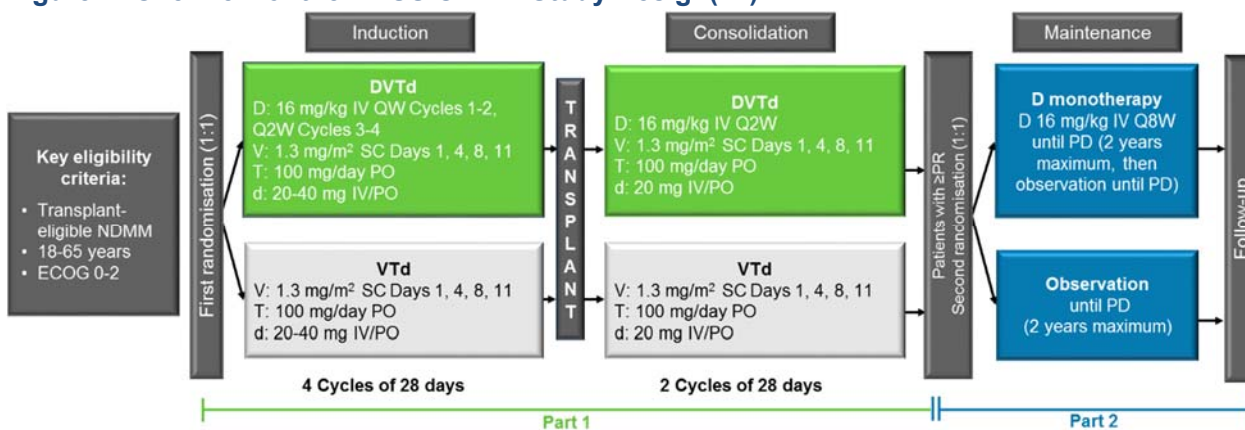 Induction
Consolidation
Maintenance
Key eligibility
criteria:
• Transplant-
eligible NDMM
• 18-65 years
• ECOG 0-2
First randomisation (1:1)
DVTd
D: 16 mg/kg IV QW Cycles 1-2,
Q2W Cycles 3-4
V: 1.3 mg/m² SC Days 1, 4, 8, 11
T: 100 mg/day PO
d: 20-40 mg IV/PO
VTd
V: 1.3 mg/m² SC Days 1, 4, 8, 11
T: 100 mg/day PO
d: 20-40 mg IV/PO
4 Cycles of 28 days
TRANSPLANT
DVTd
D: 16 mg/kg IV Q2W
V: 1.3 mg/m² SC Days 1, 4, 8, 11
T: 100 mg/day PO
d: 20 mg IV/PO
VTd
V: 1.3 mg/m² SC Days 1, 4, 8, 11
T: 100 mg/day PO
d: 20 mg IV/PO
2 Cycles of 28 days
Patients with ≥PR
Second rancomisation (1:1)
D monotherapy
D 16 mg/kg IV Q8W
until PD (2 years
maximum, then
observation until PD)
Observation
until PD
(2 years maximum)
Follow-up
Part 1
Part 2